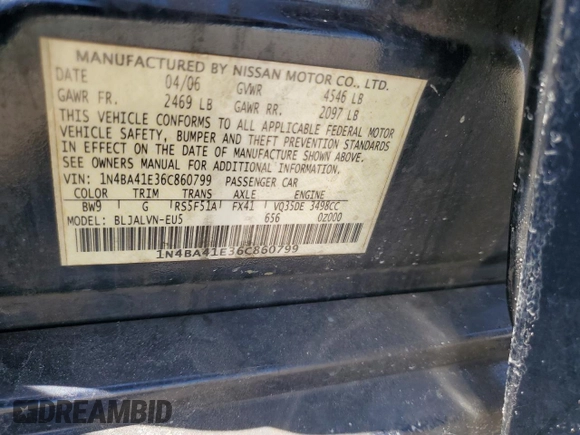 MANUFACTURED BY NISSAN MOTOR CO., LTD.
DATE 04/06 GVWR 4546 LB
GAWR FR. 2469 LB GAWR RR. 2097 LB
THIS VEHICLE CONFORMS TO ALL APPLICABLE FEDERAL MOTOR
VEHICLE SAFETY, BUMPER AND THEFT PREVENTION STANDARDS
IN EFFECT ON THE DATE OF MANUFACTURE SHOWN ABOVE.
SEE OWNERS MANUAL FOR ADDITIONAL INFORMATION.
VIN: 1N4BA41E36C860799 PASSENGER CAR
COLOR TRIM TRANS AXLE ENGINE
BW9 G RS5F51A FX41 VQ35DE 3498CC
MODEL: BLJALVN-EU5 656 0Z000
1N4BA41E36C860799
DREAMBID